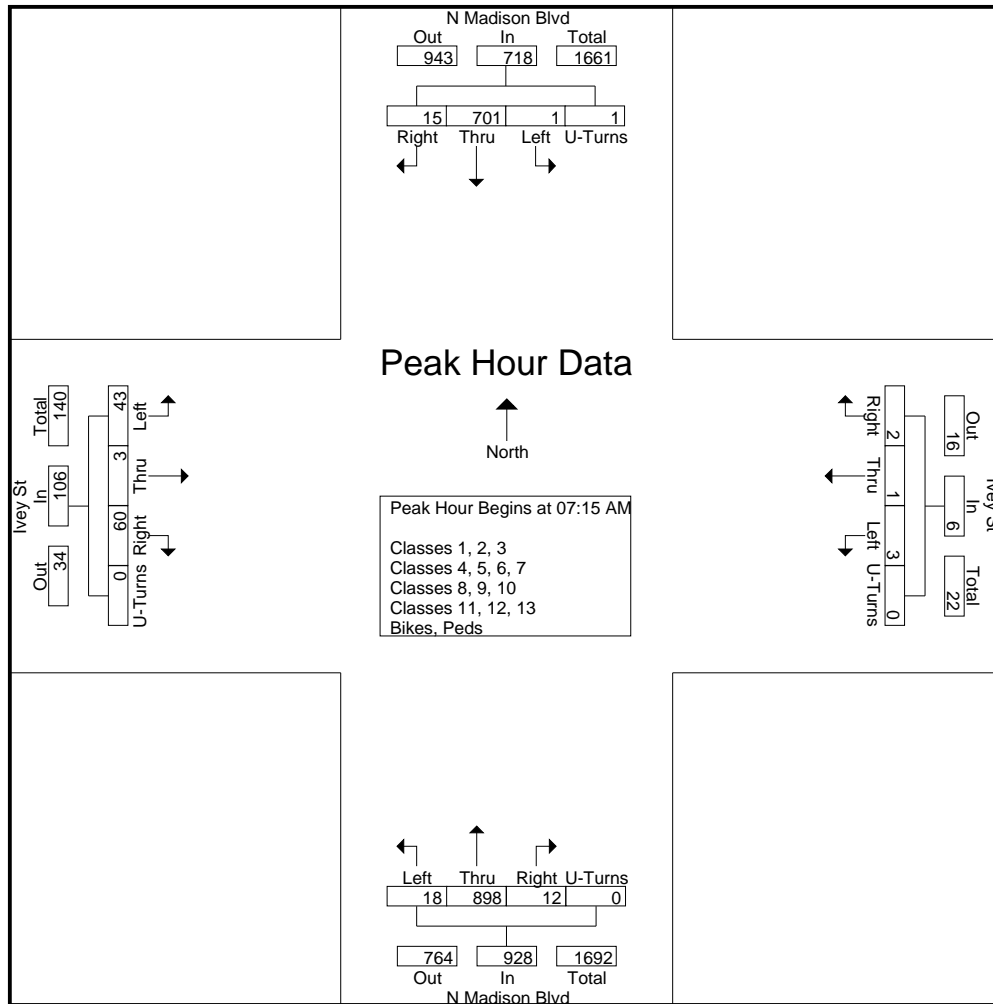 N Madison Blvd
Out In Total
943 718 1661
15 701 1 1
Right Thru Left U-Turns
Peak Hour Data
North
Peak Hour Begins at 07:15 AM
Classes 1, 2, 3
Classes 4, 5, 6, 7
Classes 8, 9, 10
Classes 11, 12, 13
Bikes, Peds
Ivey St
Out In Total
34 106 140
0 60 3 43
U-Turns Right Thru Left
Ivey St
Out In Total
16 6 22
2 1 3 0
Right Thru Left U-Turns
Left Thru Right U-Turns
18 898 12 0
764 928 1692
Out In Total
N Madison Blvd